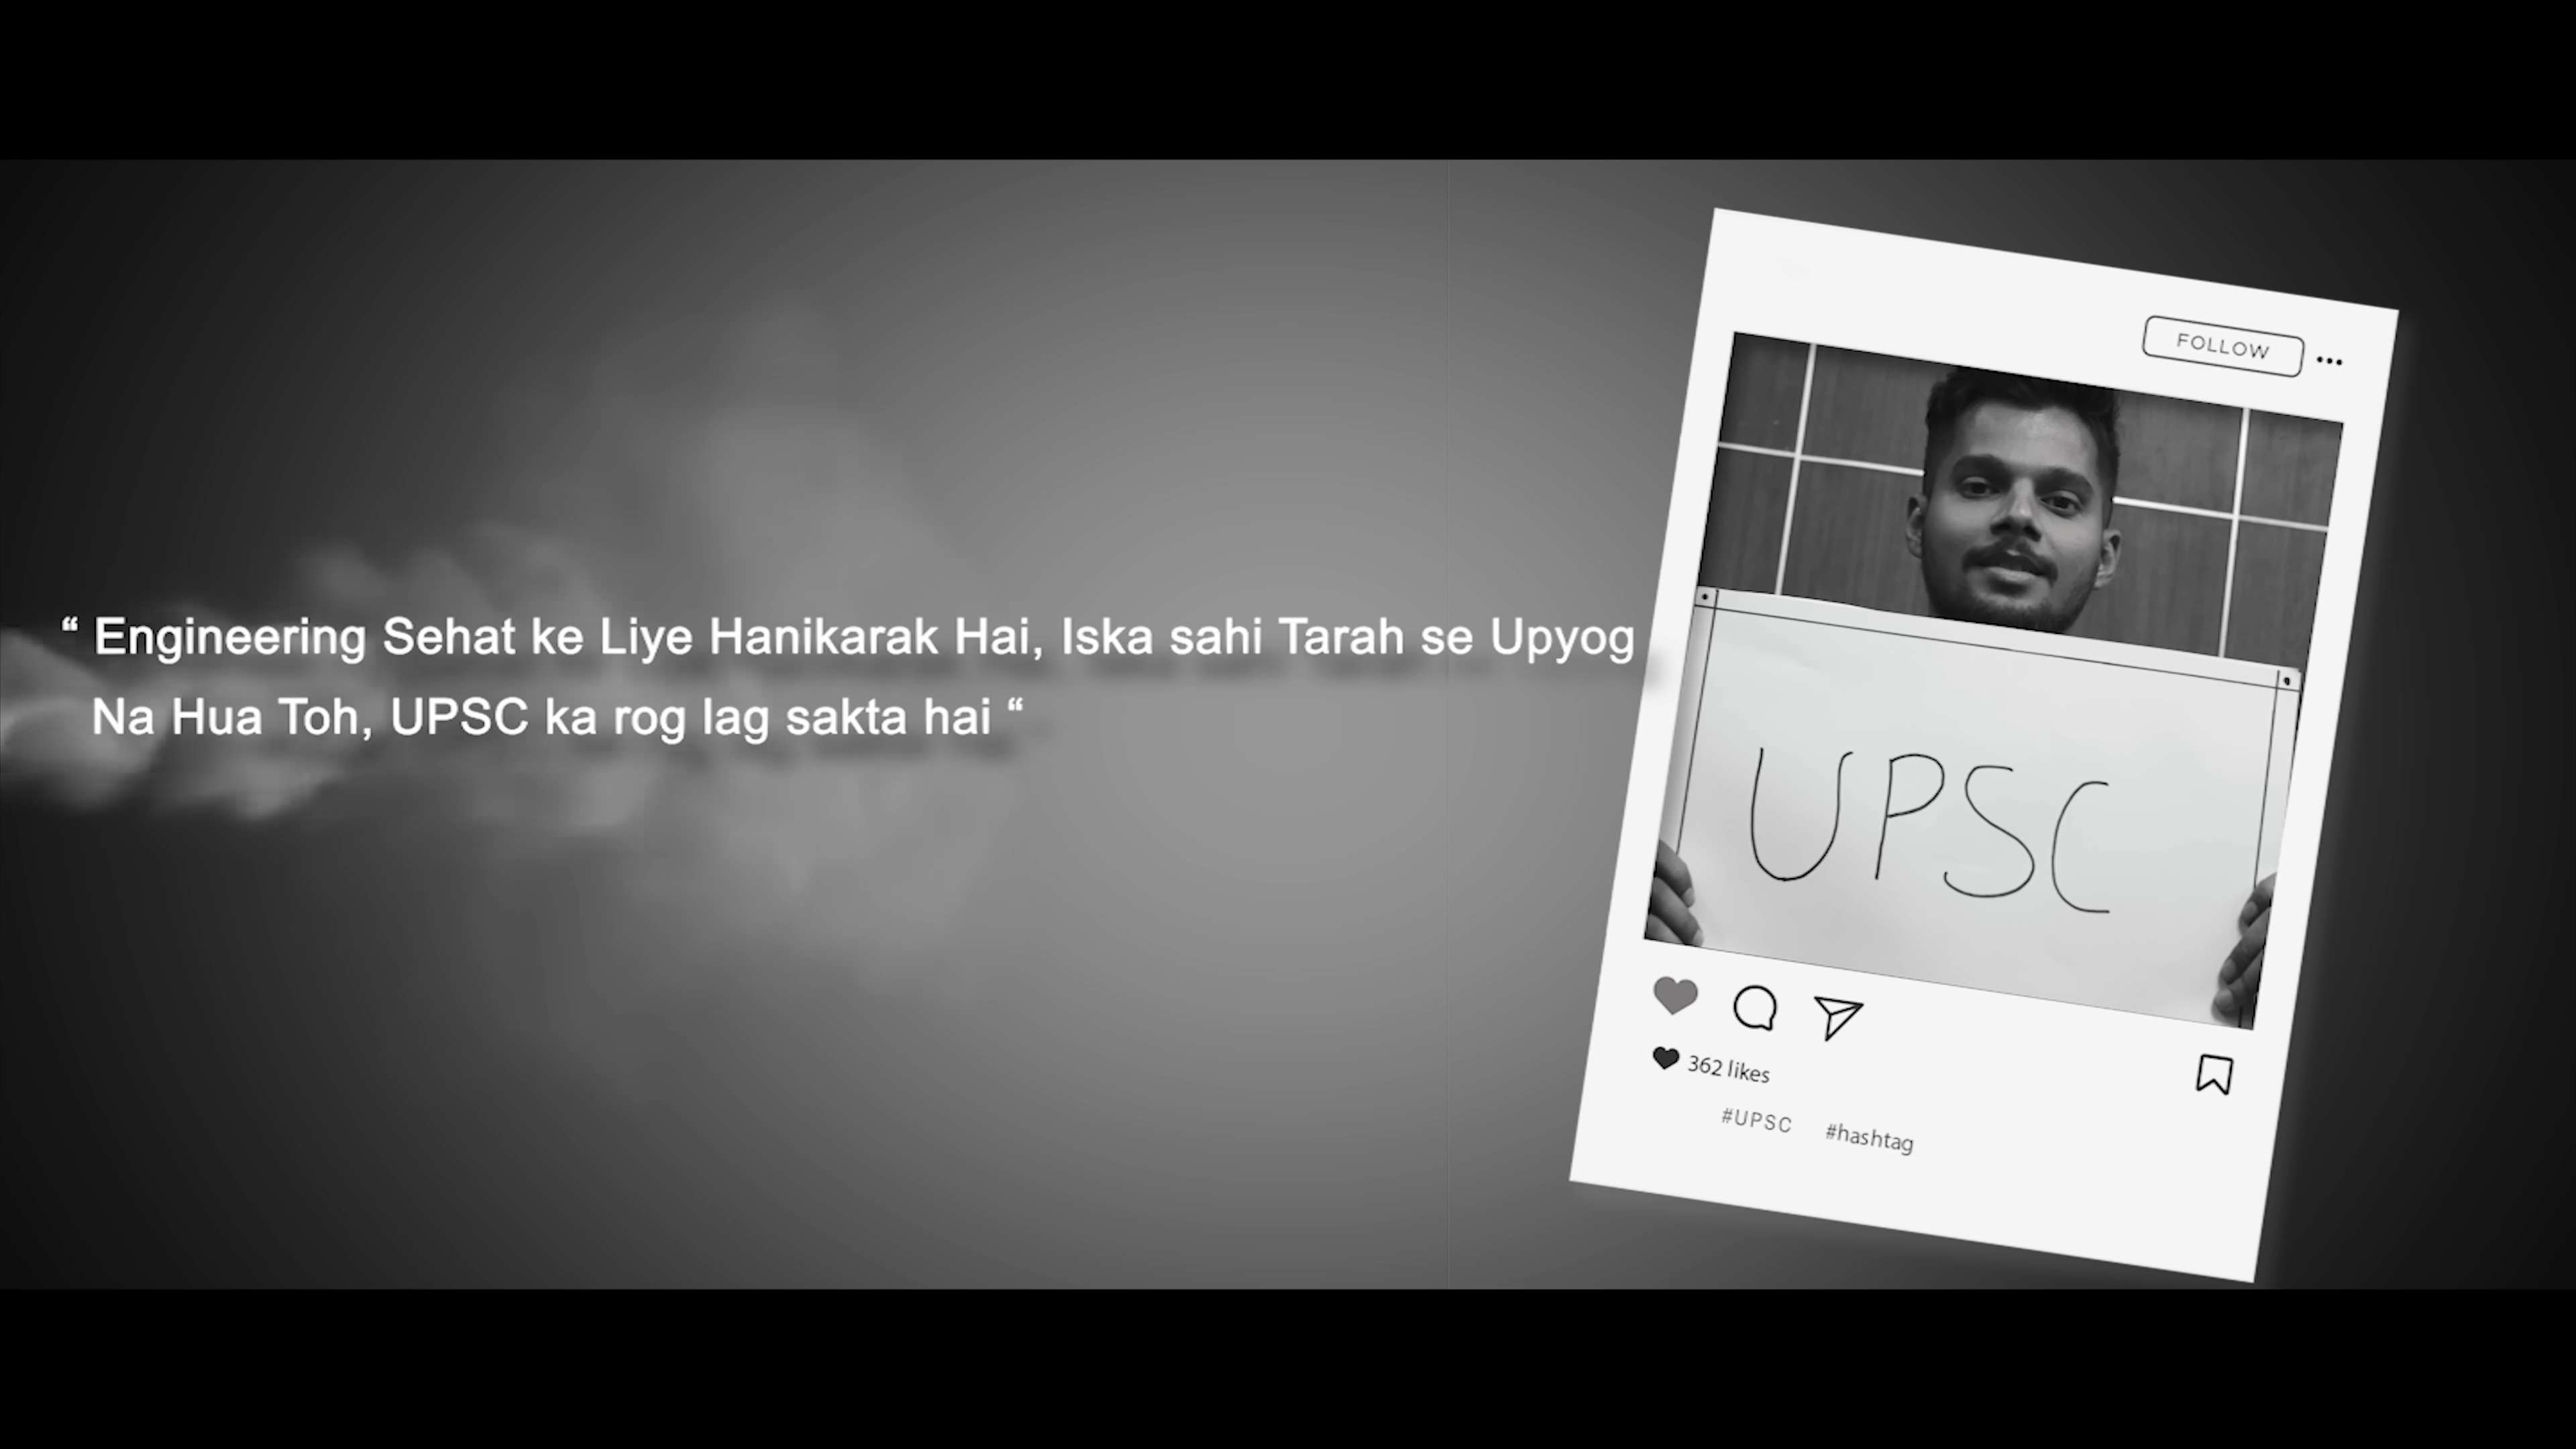 “ Engineering Sehat ke Liye Hanikarak Hai, Iska sahi Tarah se Upyog
Na Hua Toh, UPSC ka rog lag sakta hai “
FOLLOW
UPSC
362 likes
#UPSC #hashtag